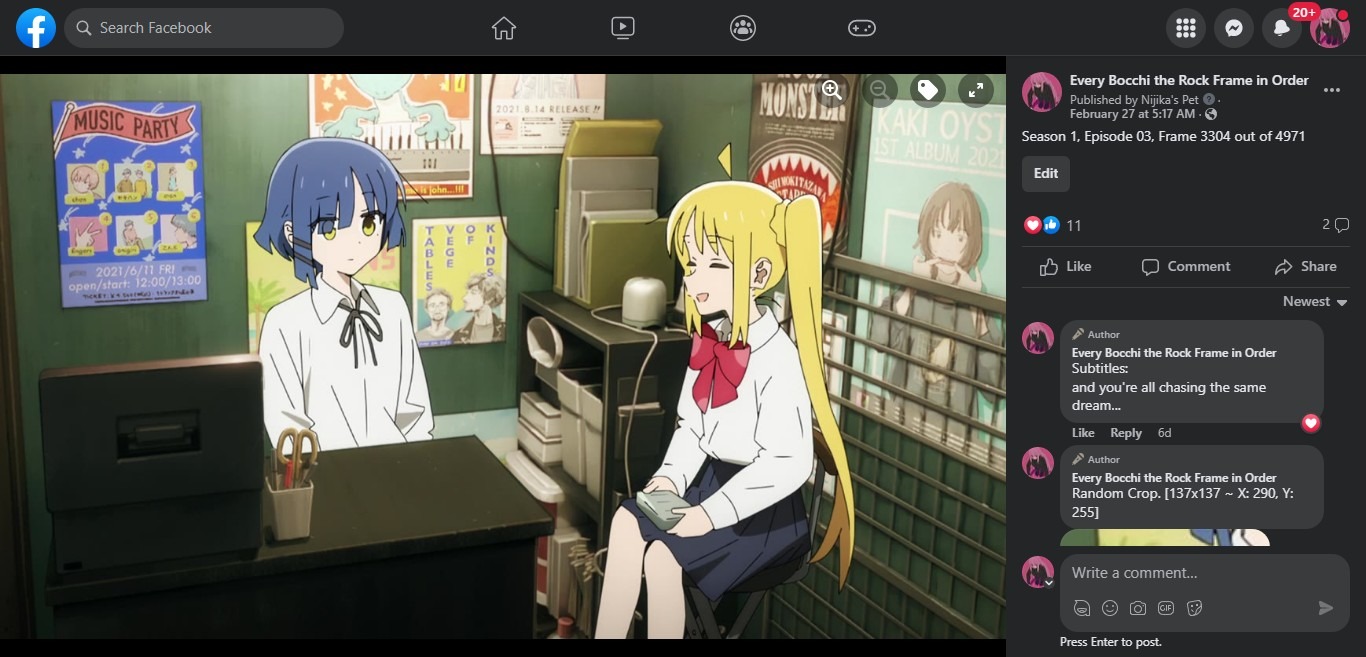 Search Facebook
20+
MUSIC PARTY
2021/6/11 FRI
open/start: 12:00/13:00
is john...!!!
2021.8.14 RELEASE!!
TABLES
VEGE
OF
KINDS
ROCK
MONSTER
SHIMOKITAZAWA
KAKI OYST
1ST ALBUM 2021
Every Bocchi the Rock Frame in Order
Published by Nijika's Pet
February 27 at 5:17 AM ·
Season 1, Episode 03, Frame 3304 out of 4971
Edit
11
2
Like
Comment
Share
Newest
Author
Every Bocchi the Rock Frame in Order
Subtitles:
and you're all chasing the same
dream...
Like Reply 6d
Author
Every Bocchi the Rock Frame in Order
Random Crop. [137x137 ~ X: 290, Y:
255]
Write a comment...
GIF
Press Enter to post.